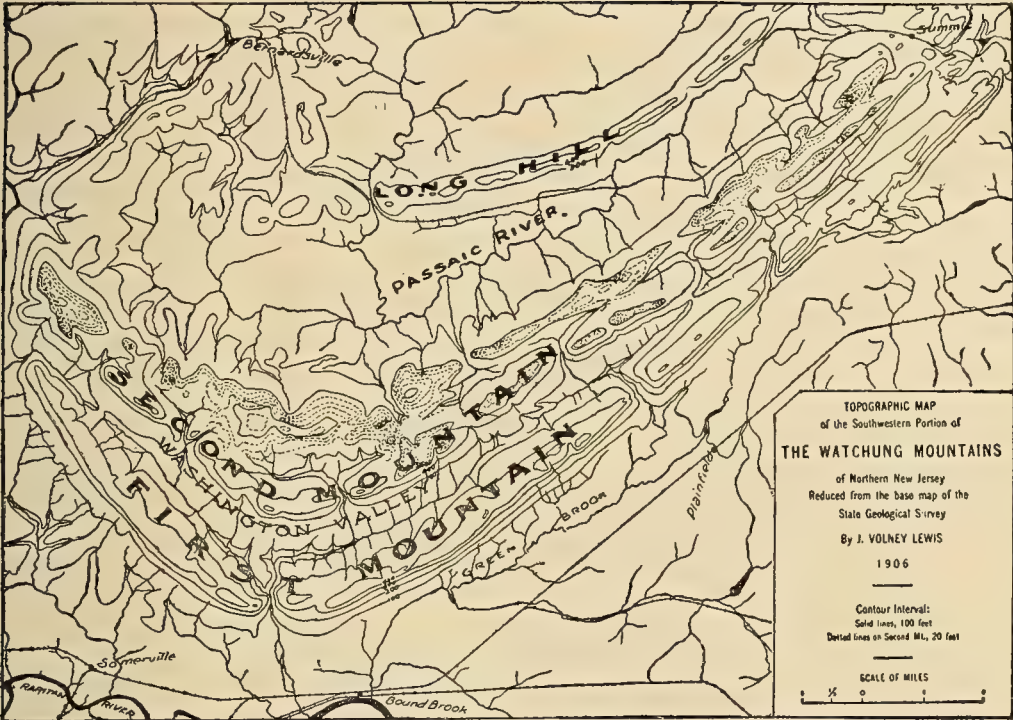 Summit
Bernardsville
LONG HILL
PASSAIC RIVER.
SECOND MOUNTAIN
WASHINGTON VALLEY
FIRST MOUNTAIN
GREEN BROOK
Plainfield
Somerville
RARITAN RIVER
Bound Brook
TOPOGRAPHIC MAP
of the Southwestern Portion of
THE WATCHUNG MOUNTAINS
of Northern New Jersey
Reduced from the base map of the
State Geological Survey
By J. VOLNEY LEWIS
1906
Contour Interval:
Solid lines, 100 feet
Dotted lines on Second Mt., 20 feet
SCALE OF MILES